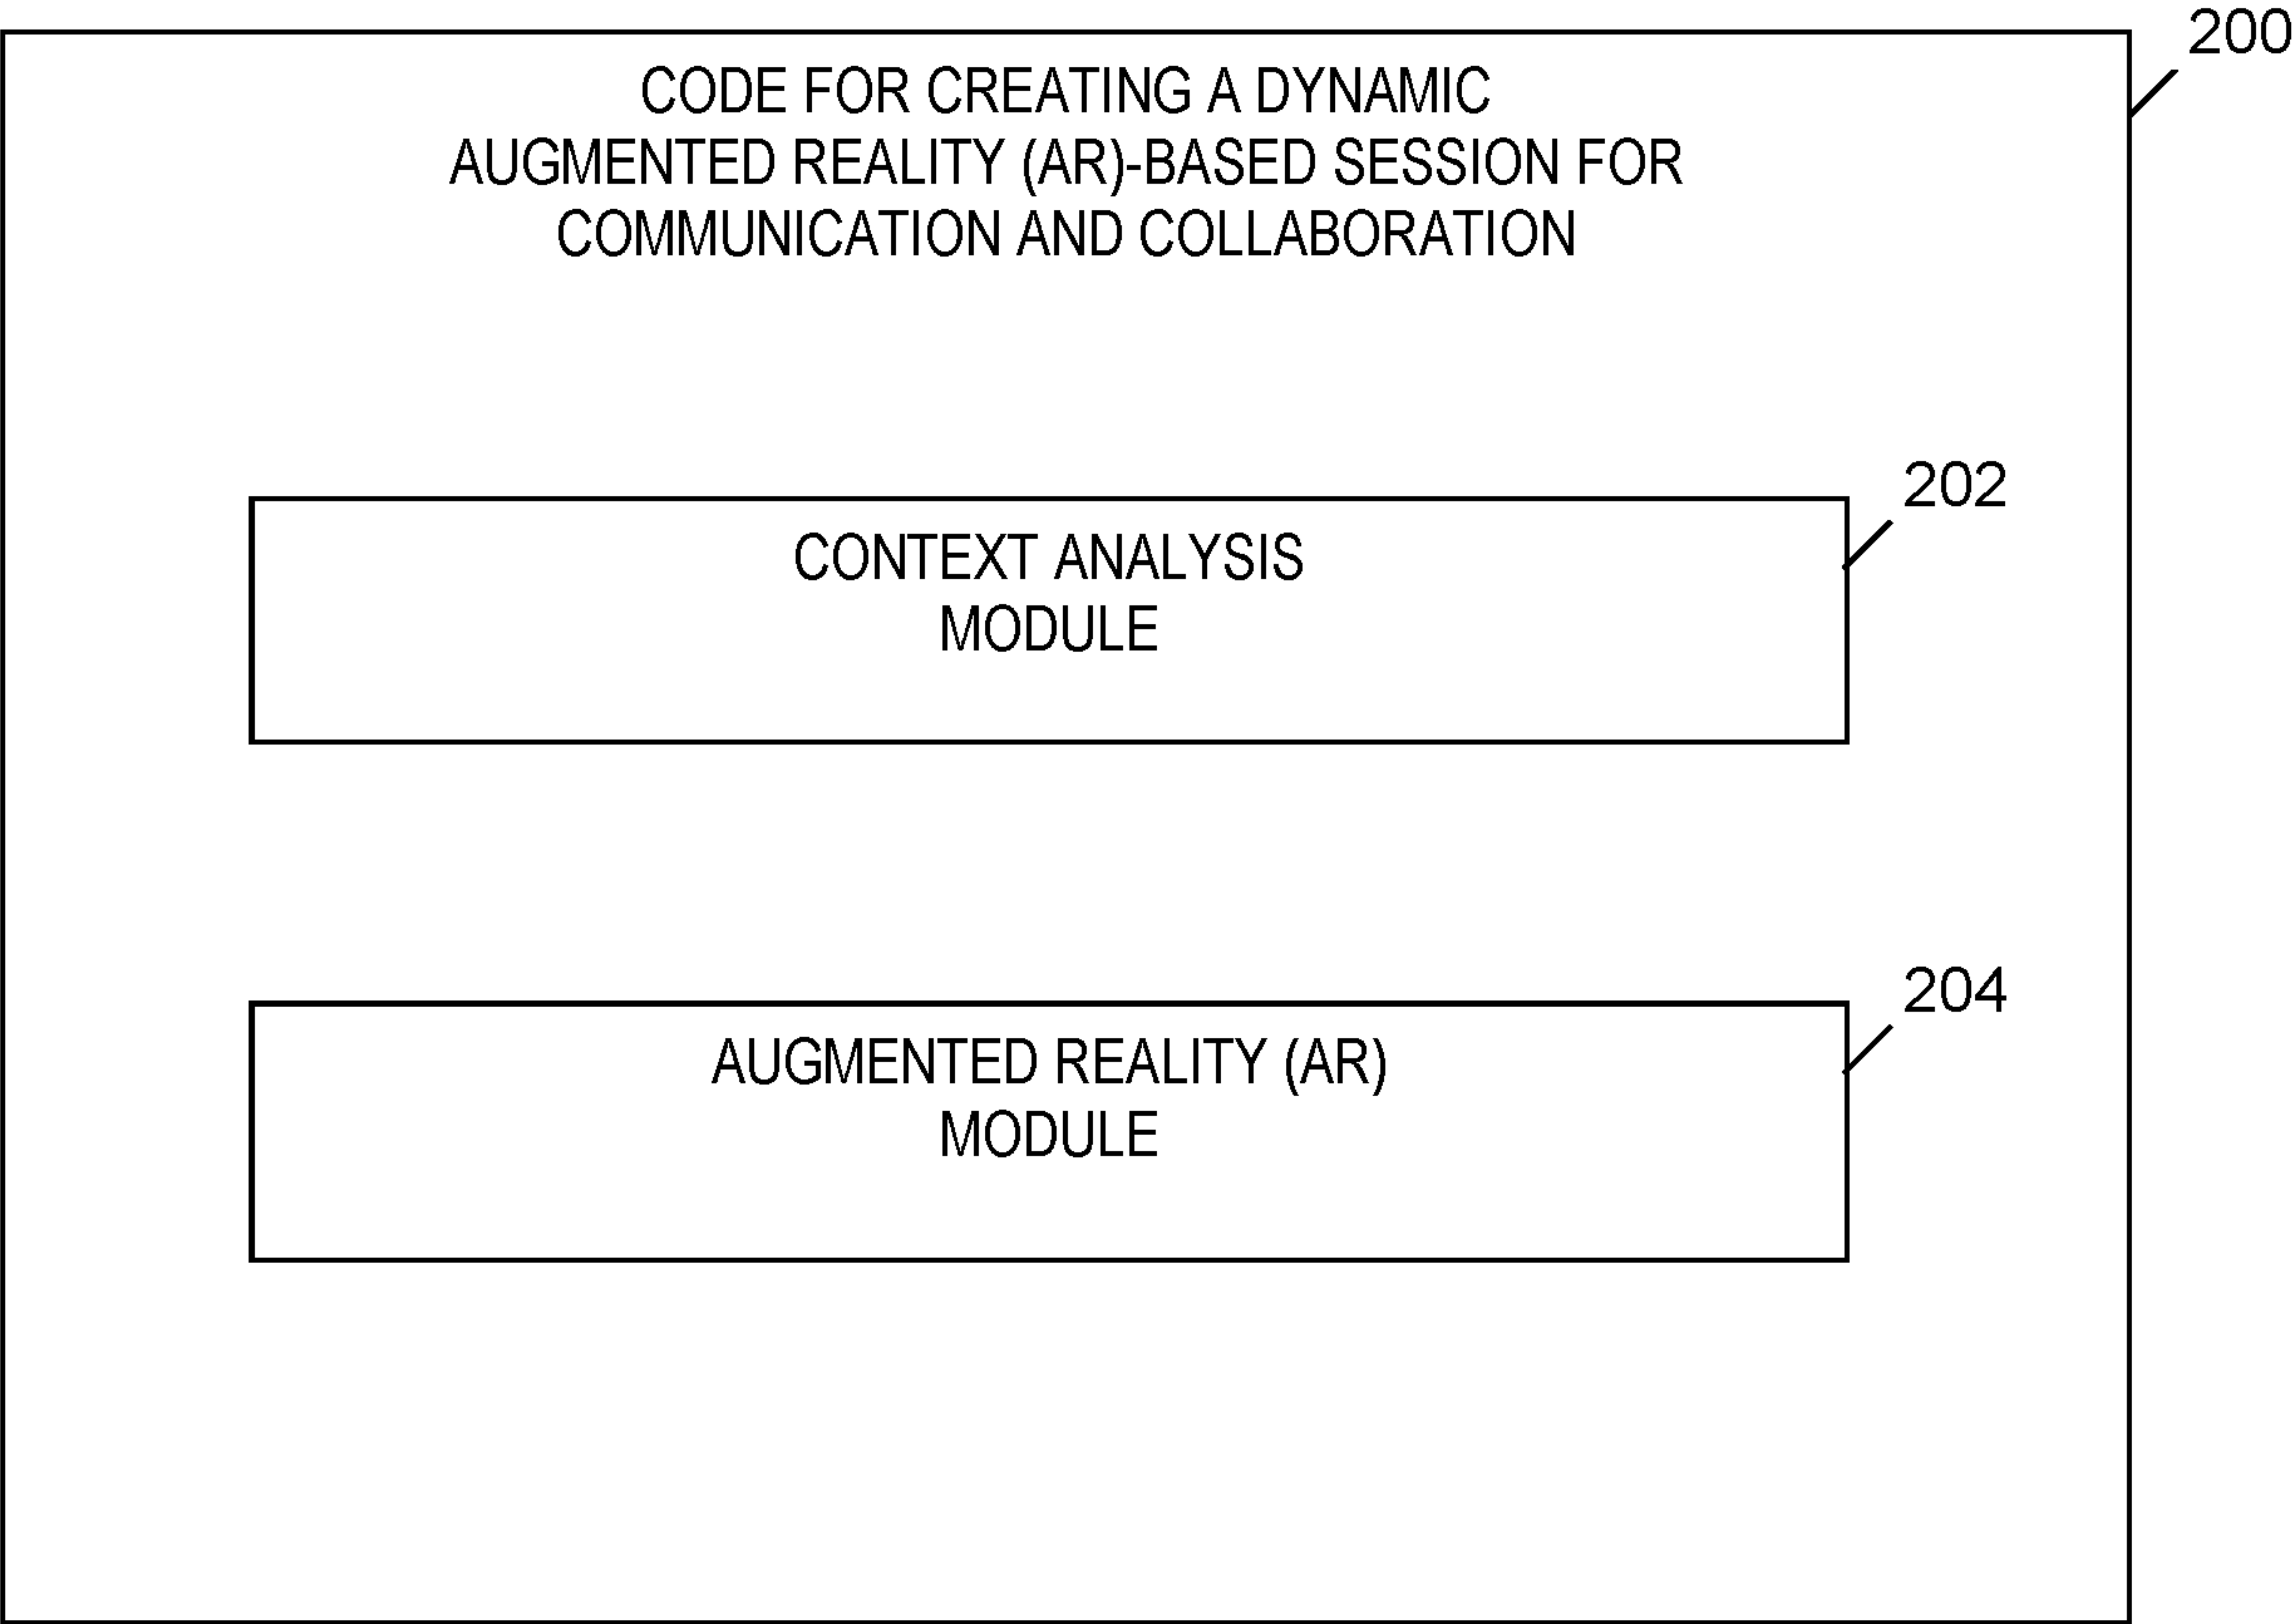 200
CODE FOR CREATING A DYNAMIC
AUGMENTED REALITY (AR)-BASED SESSION FOR
COMMUNICATION AND COLLABORATION
202
CONTEXT ANALYSIS
MODULE
204
AUGMENTED REALITY (AR)
MODULE